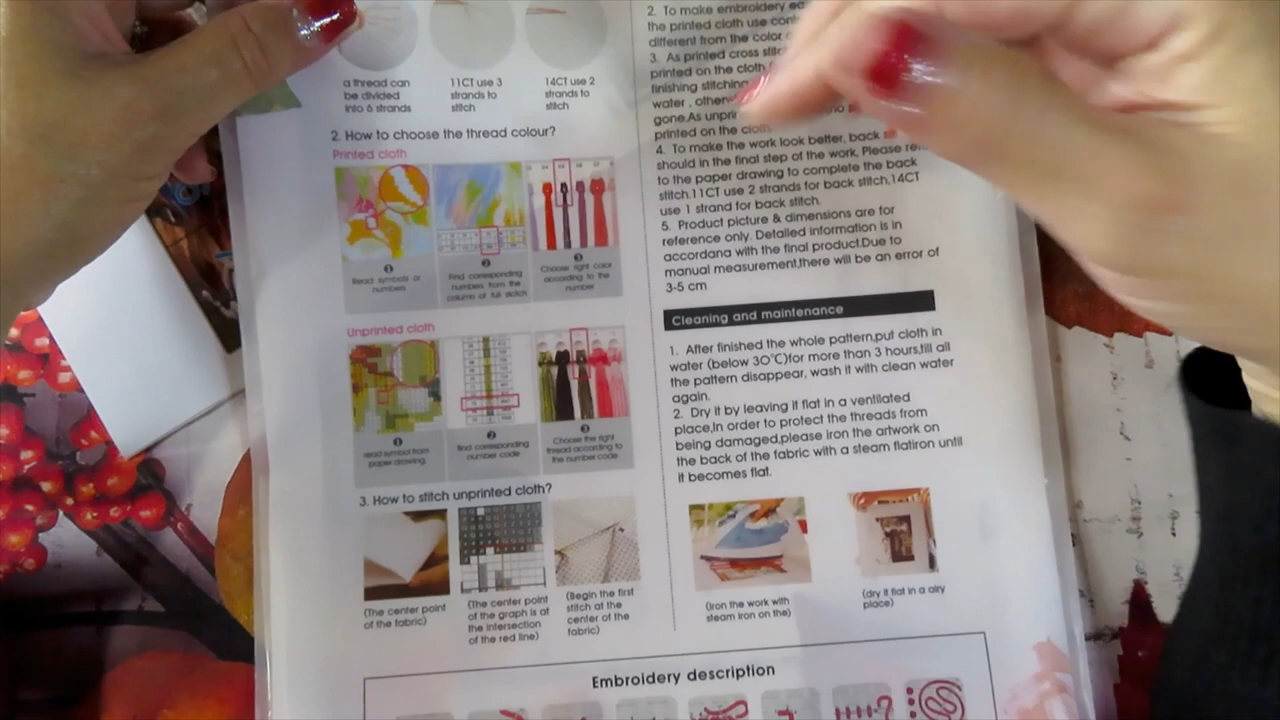 a thread can
be divided
into 6 strands
11CT use 3
strands to
stitch
14CT use 2
strands to
stitch
2. How to choose the thread colour?
Printed cloth
1
Read symbols or
numbers
2
Find corresponding
numbers from the
column of full stitch
3
Choose right color
according to the
number
Unprinted cloth
1
read symbol from
paper drawing
2
find corresponding
number code
3
Choose the right
thread according to
the number code
3. How to stitch unprinted cloth?
(The center point
of the fabric)
(The center point
of the graph is at
the intersection
of the red line)
(Begin the first
stitch at the
center of the
fabric)
2. To make embroidery
the printed cloth use
different from the color
3. As printed cross
printed on the cloth
finishing stitching
water ,
gone.As
printed on the cloth
4. To make the work look better, back
should in the final step of the work, Please
to the paper drawing to complete the back
stitch.11CT use 2 strands for back stitch,14CT
use 1 strand for back stitch.
5. Product picture & dimensions are for
reference only. Detailed information is in
accordana with the final product.Due to
manual measurement,there will be an error of
3-5 cm
Cleaning and maintenance
1. After finished the whole pattern,put cloth in
water (below 30℃)for more than 3 hours,till all
the pattern disappear, wash it with clean water
again.
2. Dry it by leaving it flat in a ventilated
place,In order to protect the threads from
being damaged,please iron the artwork on
the back of the fabric with a steam flatiron until
it becomes flat.
(Iron the work with
steam iron on the)
(dry it flat in a airy
place)
Embroidery description